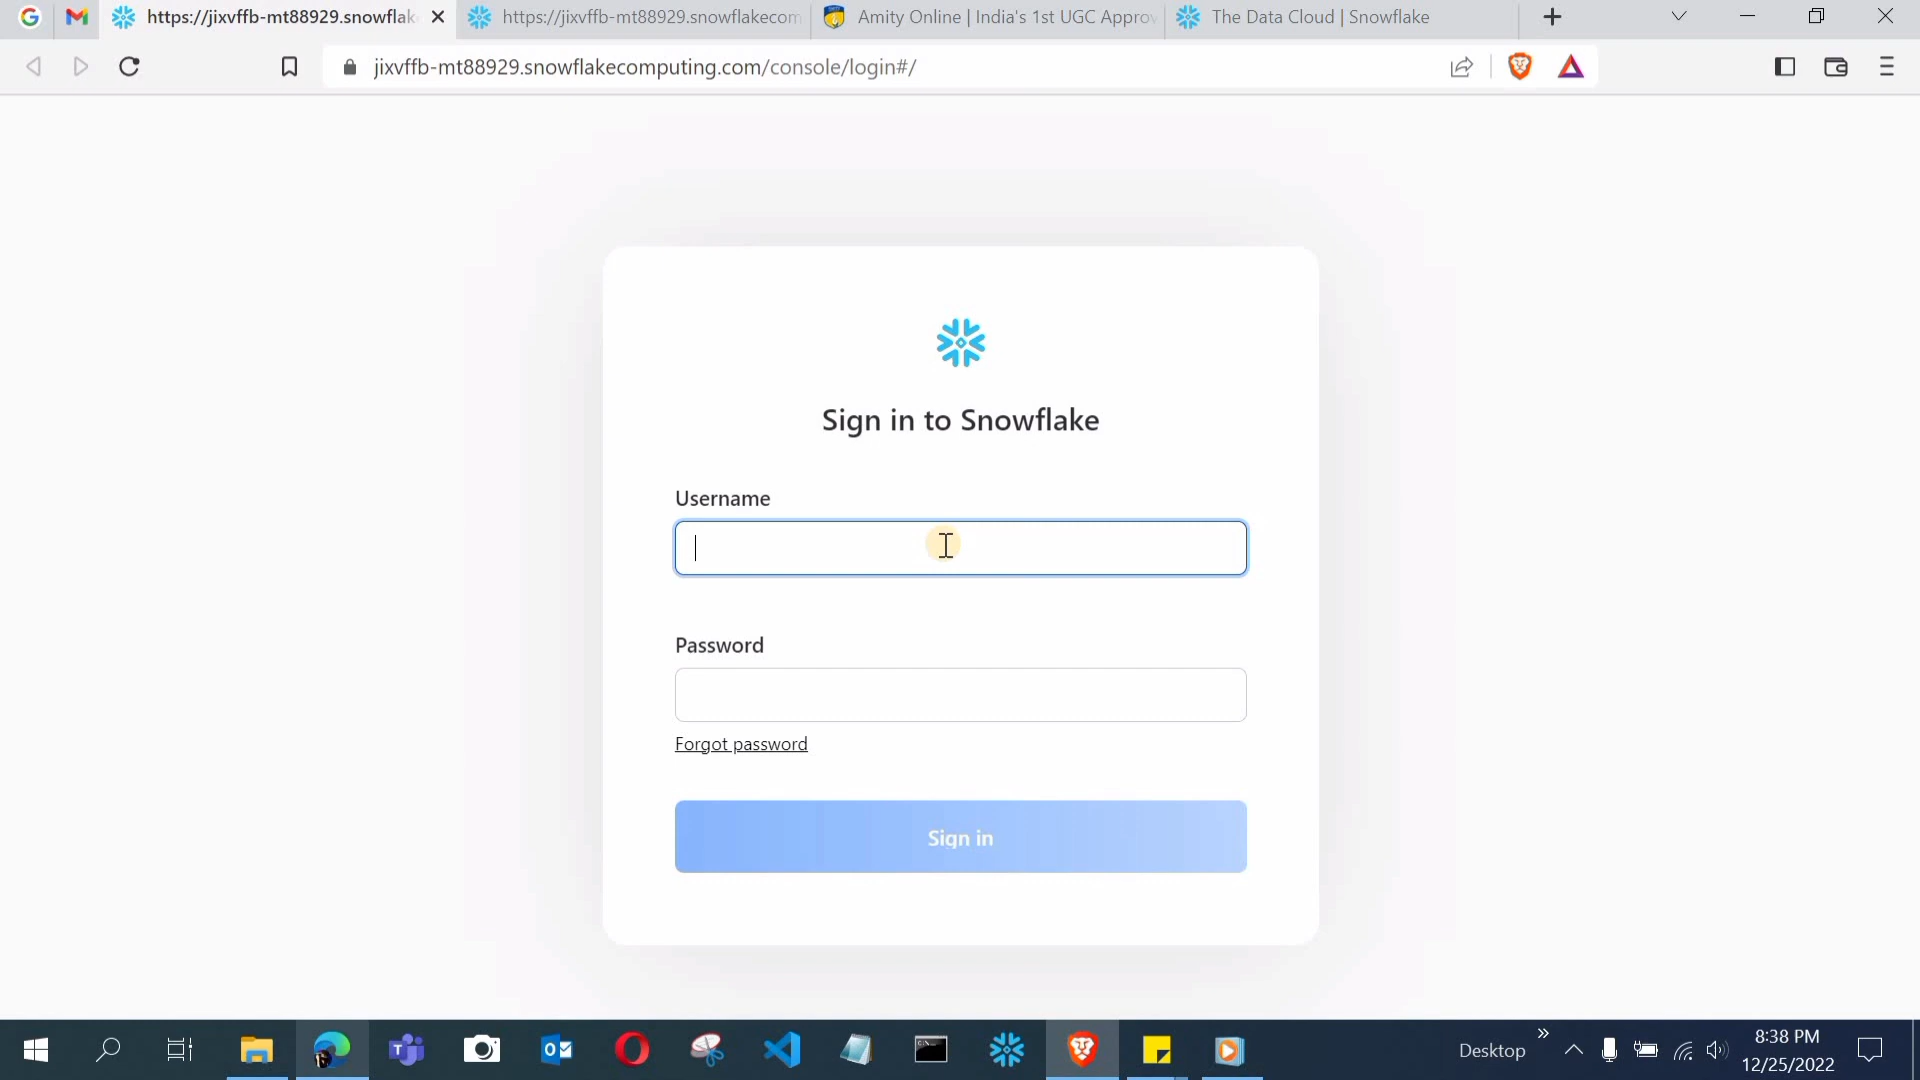 https://jixvffb-mt88929.snowflak
https://jixvffb-mt88929.snowflakecom
Amity Online | India's 1st UGC Approv
The Data Cloud | Snowflake
jixvffb-mt88929.snowflakecomputing.com/console/login#/
Sign in to Snowflake
Username
Password
Forgot password
Sign in
Desktop
8:38 PM
12/25/2022